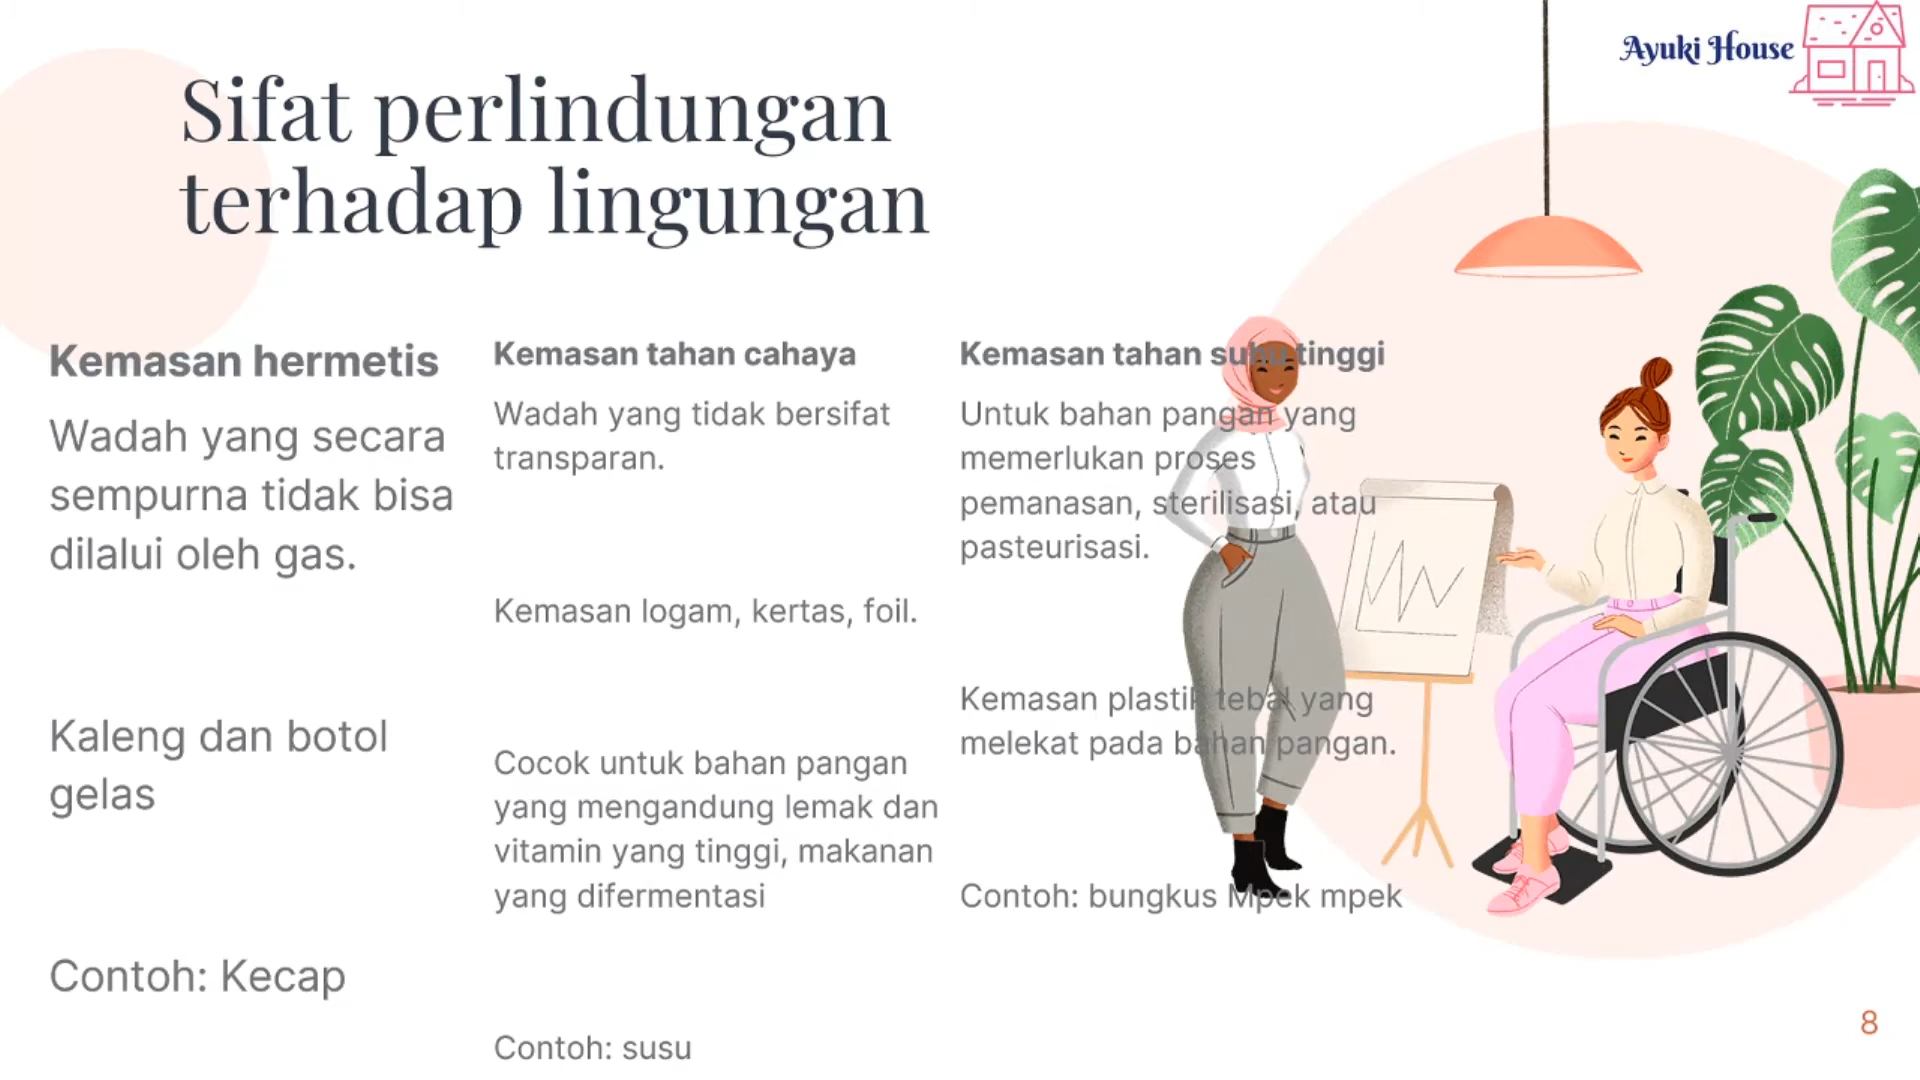 Ayuki House
Sifat perlindungan
terhadap lingungan
Kemasan hermetis
Wadah yang secara
sempurna tidak bisa
dilalui oleh gas.
Kaleng dan botol
gelas
Contoh: Kecap
Kemasan tahan cahaya
Wadah yang tidak bersifat
transparan.
Kemasan logam, kertas, foil.
Cocok untuk bahan pangan
yang mengandung lemak dan
vitamin yang tinggi, makanan
yang difermentasi
Contoh: susu
Kemasan tahan suhu tinggi
Untuk bahan pangan yang
memerlukan proses
pemanasan, sterilisasi, atau
pasteurisasi.
Kemasan plastik tebal yang
melekat pada bahan pangan.
Contoh: bungkus Mpek mpek
8